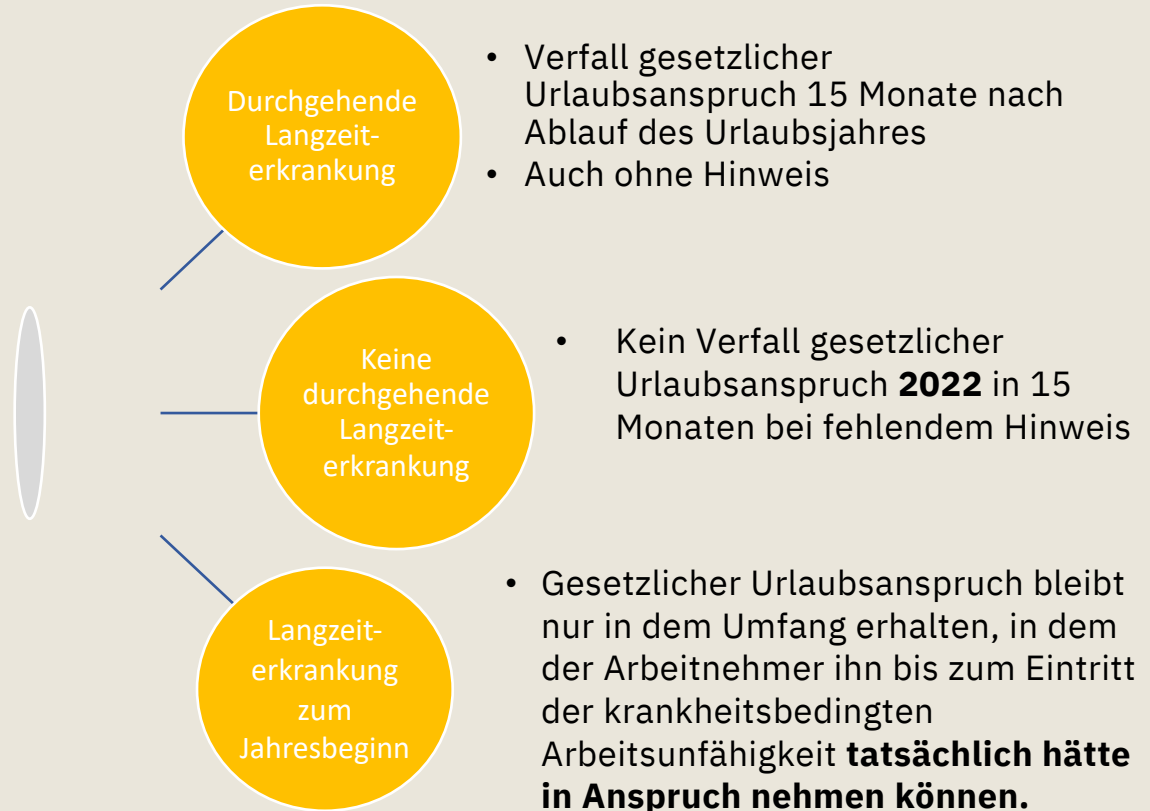 Durchgehende
Langzeit-
erkrankung
• Verfall gesetzlicher
Urlaubsanspruch 15 Monate nach
Ablauf des Urlaubsjahres
• Auch ohne Hinweis
Keine
durchgehende
Langzeit-
erkrankung
• Kein Verfall gesetzlicher
Urlaubsanspruch 2022 in 15
Monaten bei fehlendem Hinweis
Langzeit-
erkrankung
zum
Jahresbeginn
• Gesetzlicher Urlaubsanspruch bleibt
nur in dem Umfang erhalten, in dem
der Arbeitnehmer ihn bis zum Eintritt
der krankheitsbedingten
Arbeitsunfähigkeit tatsächlich hätte
in Anspruch nehmen können.